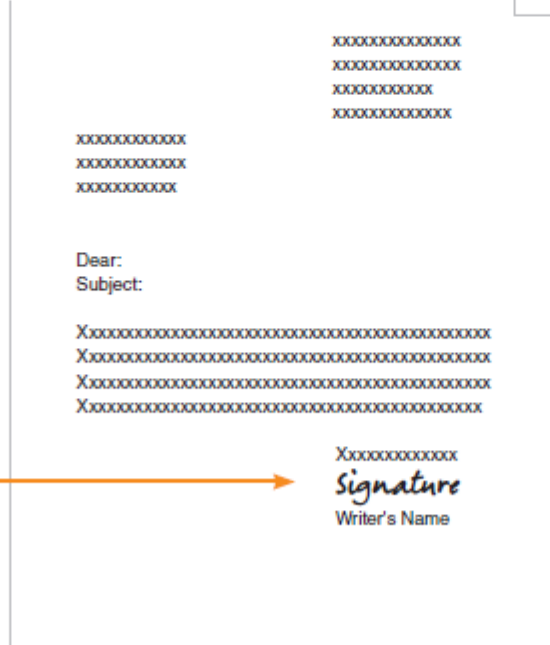 xxxxxxxxxxxxxx
xxxxxxxxxxxxxx
xxxxxxxxxxx
xxxxxxxxxxxxx
xxxxxxxxxxxx
xxxxxxxxxxxx
xxxxxxxxxxx
Dear:
Subject:
Xxxxxxxxxxxxxxxxxxxxxxxxxxxxxxxxxxxxxxxxxxxxx
Xxxxxxxxxxxxxxxxxxxxxxxxxxxxxxxxxxxxxxxxxxxxx
Xxxxxxxxxxxxxxxxxxxxxxxxxxxxxxxxxxxxxxxxxxxxx
Xxxxxxxxxxxxxxxxxxxxxxxxxxxxxxxxxxxxxxxxxxxx
Xxxxxxxxxxxxx
Signature
Writer's Name